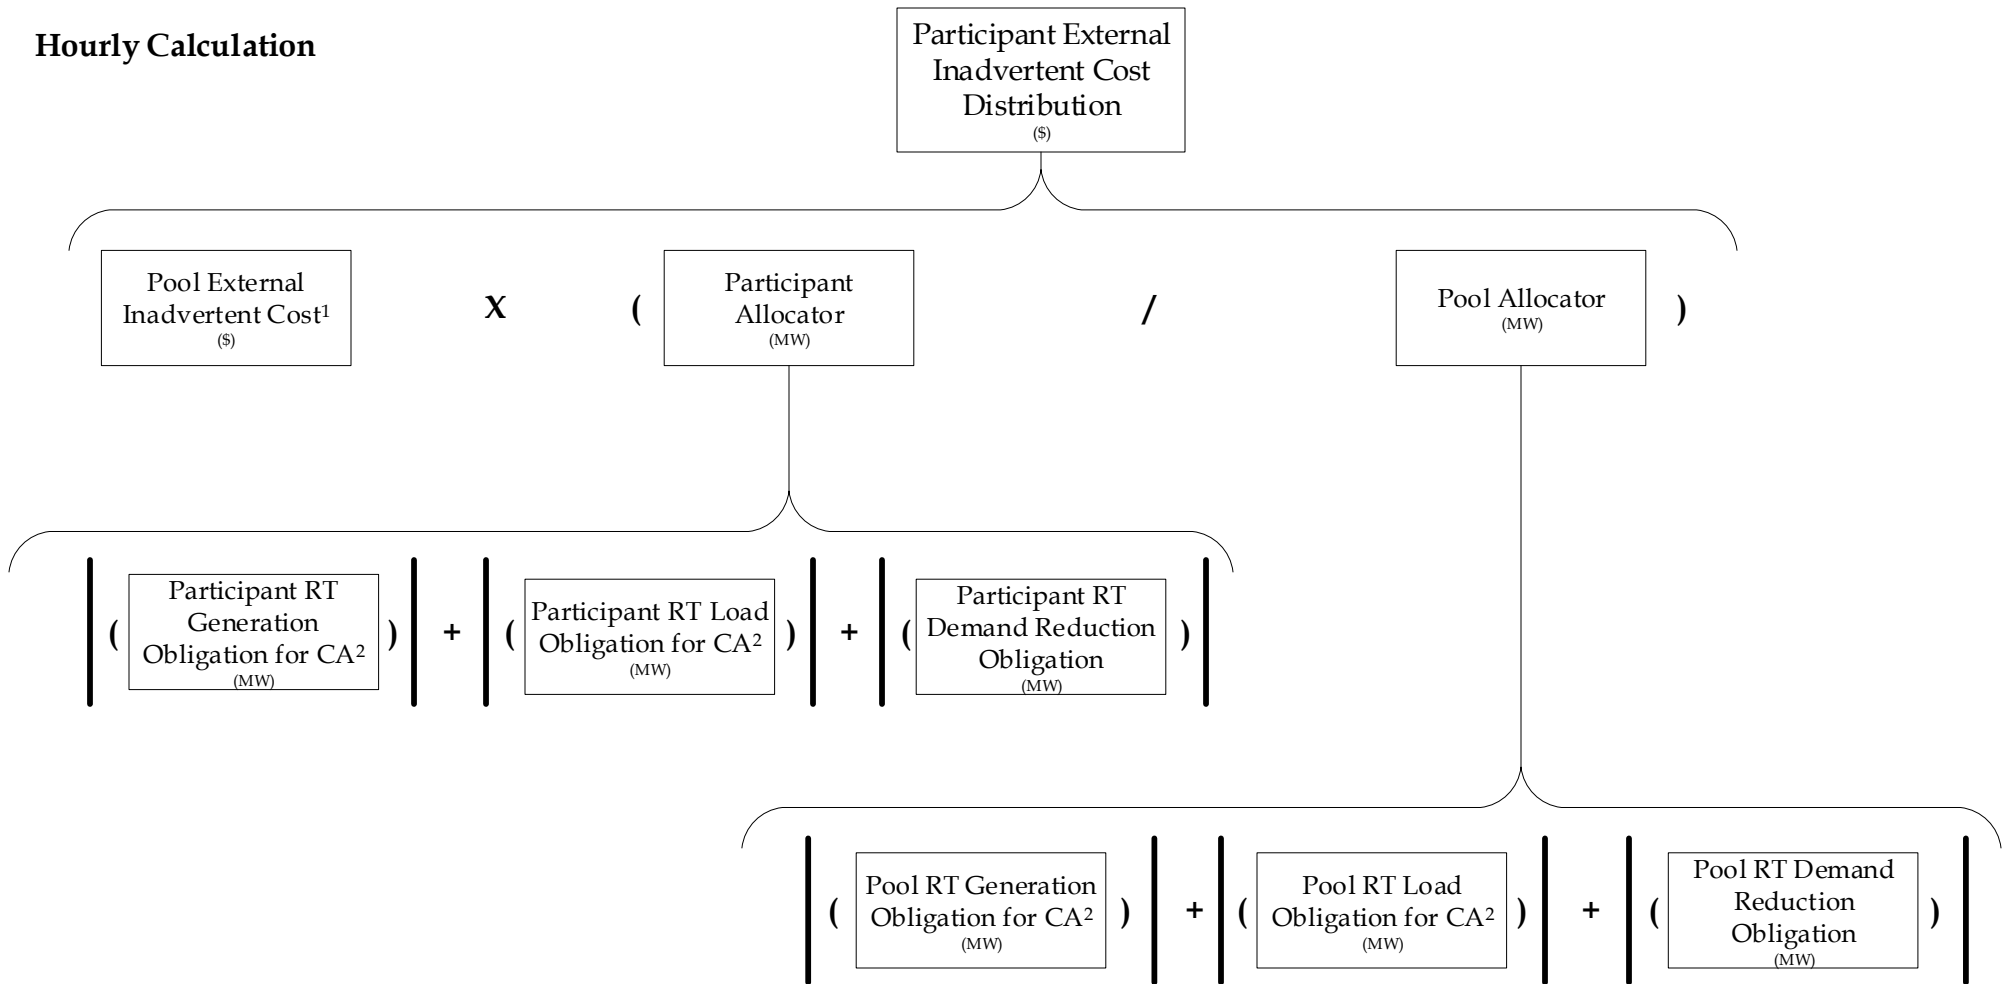 Hourly Calculation
Participant External
Inadvertent Cost
Distribution
($)
Pool External
Inadvertent Cost¹
($)
X
(
Participant
Allocator
(MW)
/
Pool Allocator
(MW)
)
(
Participant RT
Generation
Obligation for CA²
(MW)
)
+
(
Participant RT Load
Obligation for CA²
(MW)
)
+
(
Participant RT
Demand Reduction
Obligation
(MW)
)
(
Pool RT Generation
Obligation for CA²
(MW)
)
+
(
Pool RT Load
Obligation for CA²
(MW)
)
+
(
Pool RT Demand
Reduction
Obligation
(MW)
)